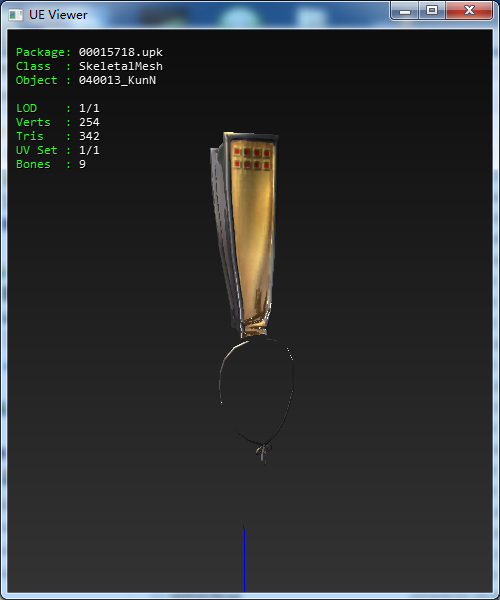 UE Viewer
Package: 00015718.upk
Class : SkeletalMesh
Object : 040013_KunN
LOD : 1/1
Verts : 254
Tris : 342
UV Set : 1/1
Bones : 9